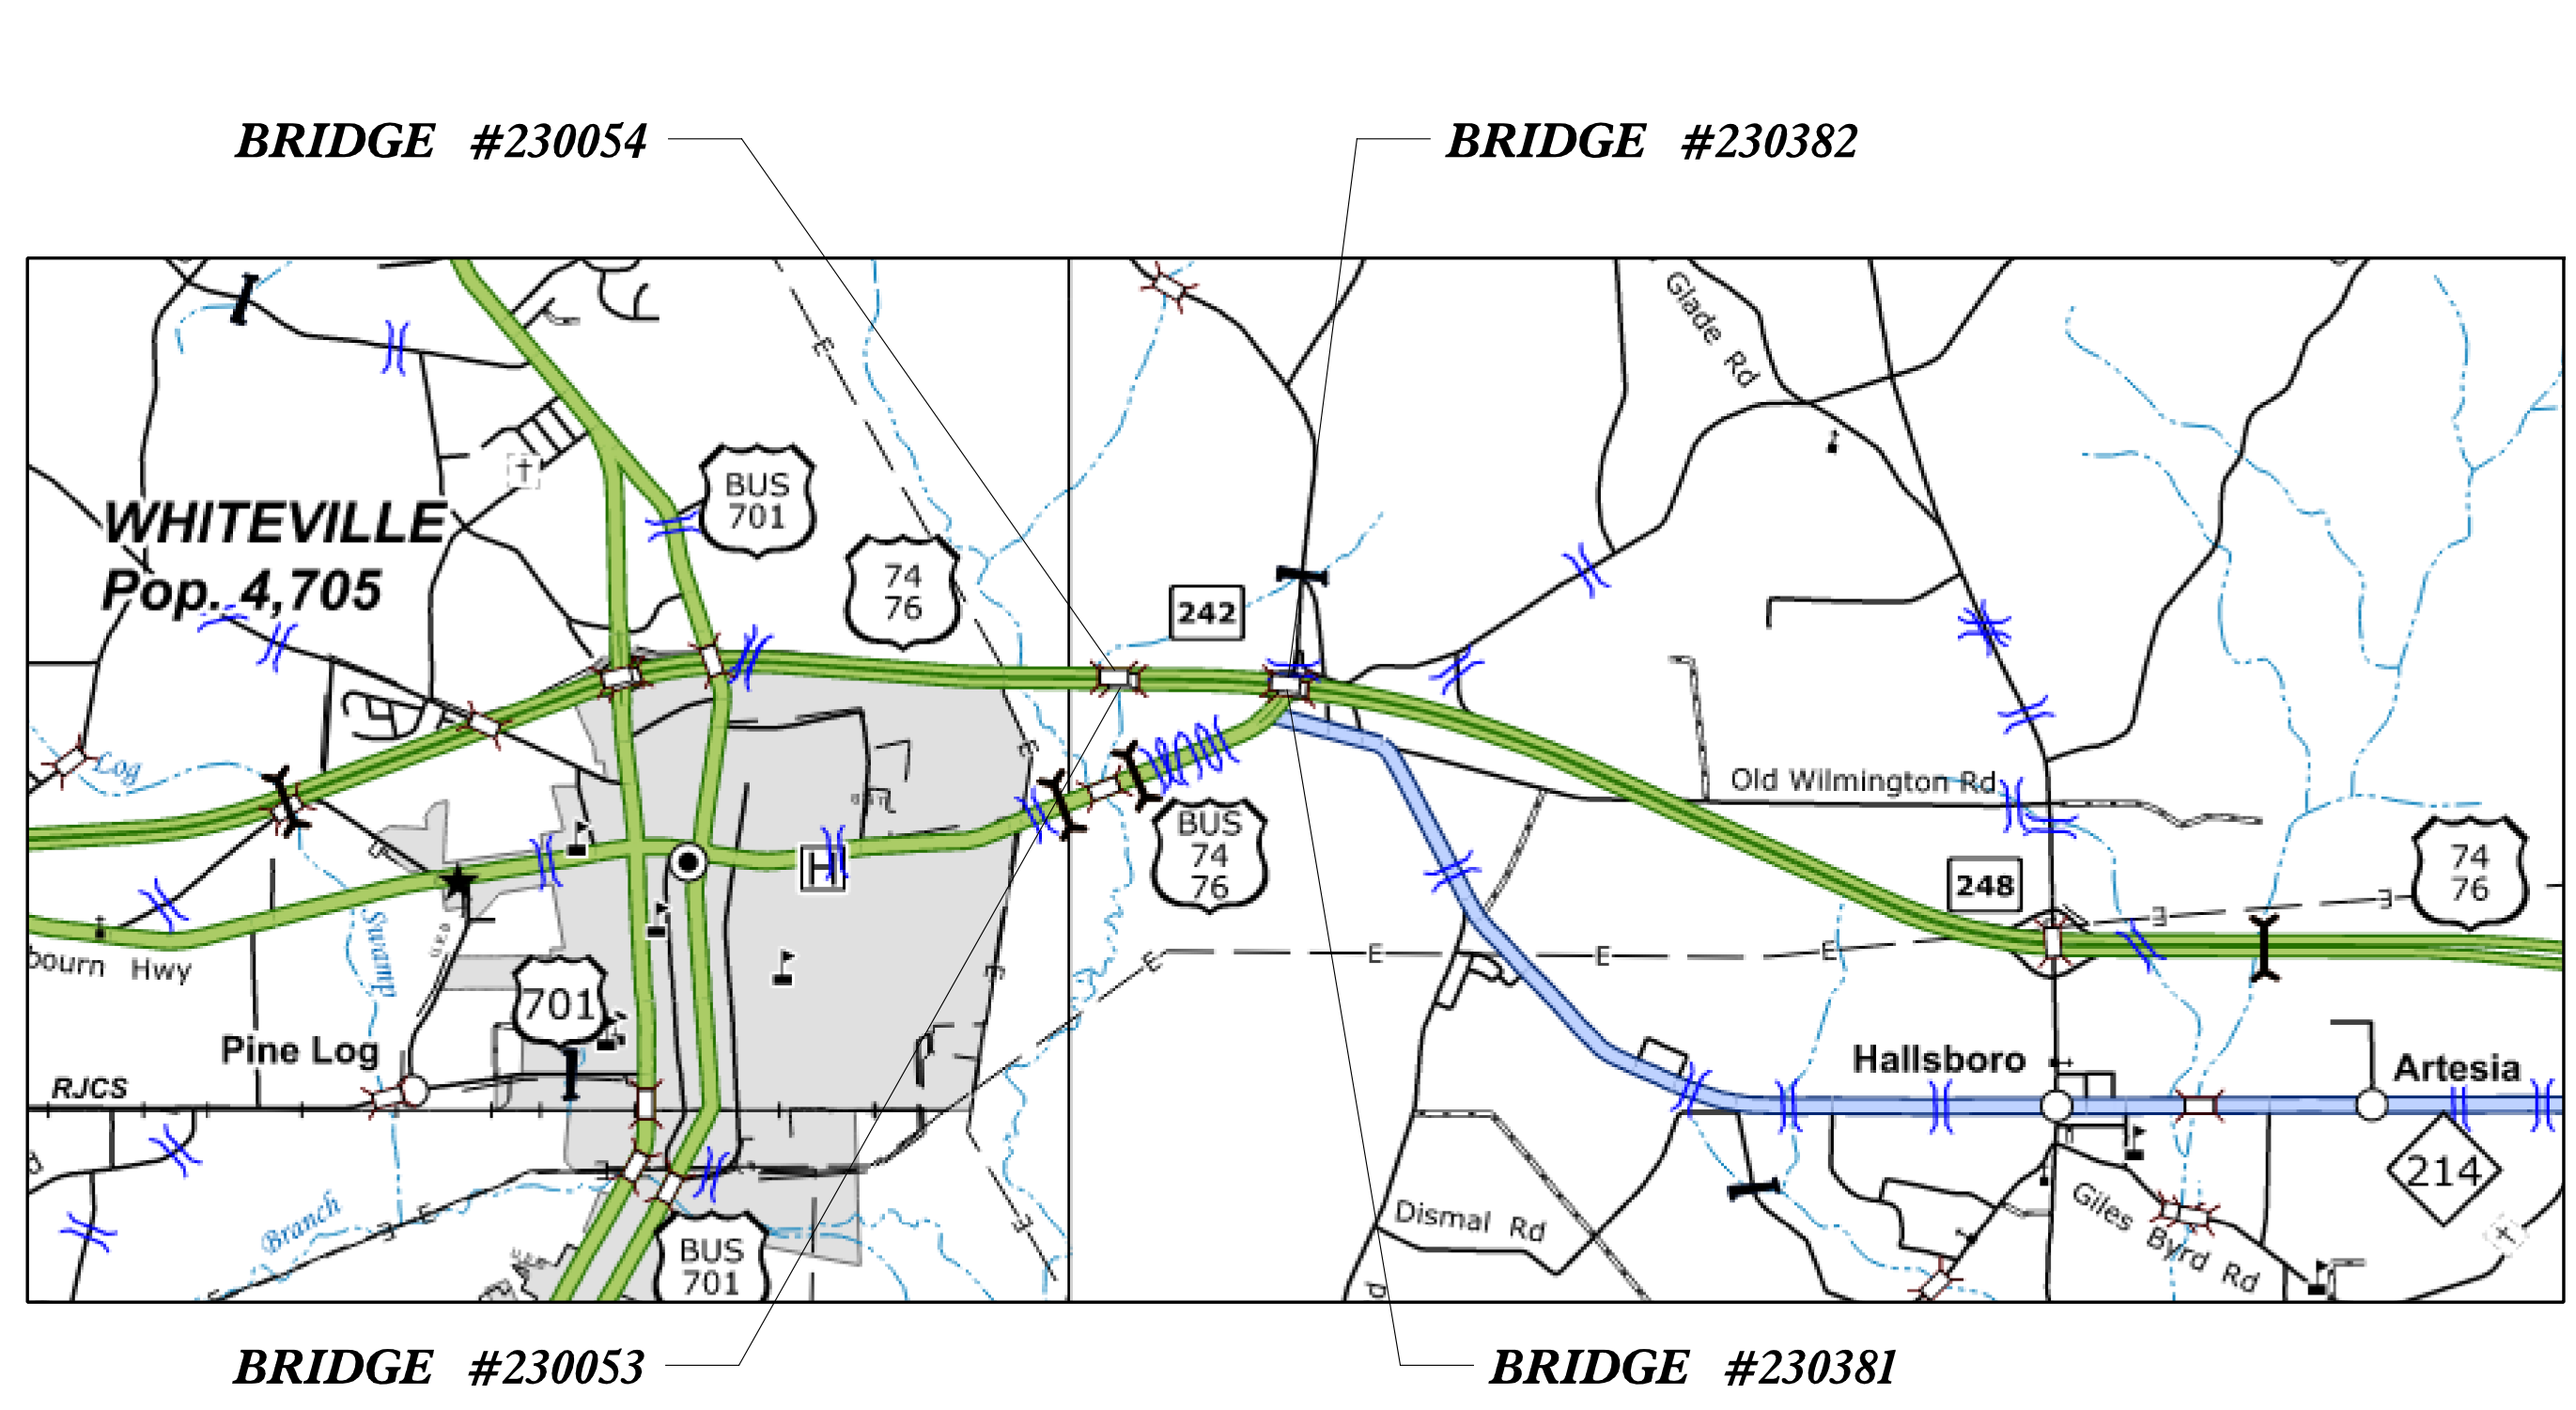 BRIDGE #230054
BRIDGE #230382
Glade Rd
E
BUS
701
WHITEVILLE
Pop. 4,705
74
76
242
Log
E
Old Wilmington Rd
BUS
74
76
H
248
74
76
E
E
bourn Hwy
Swamp
E
E
E
E
E
701
Pine Log
RJCS
Hallsboro
Artesia
214
Branch
E
E
E
BUS
701
Dismal Rd
Giles Byrd Rd
d
d
BRIDGE #230053
BRIDGE #230381